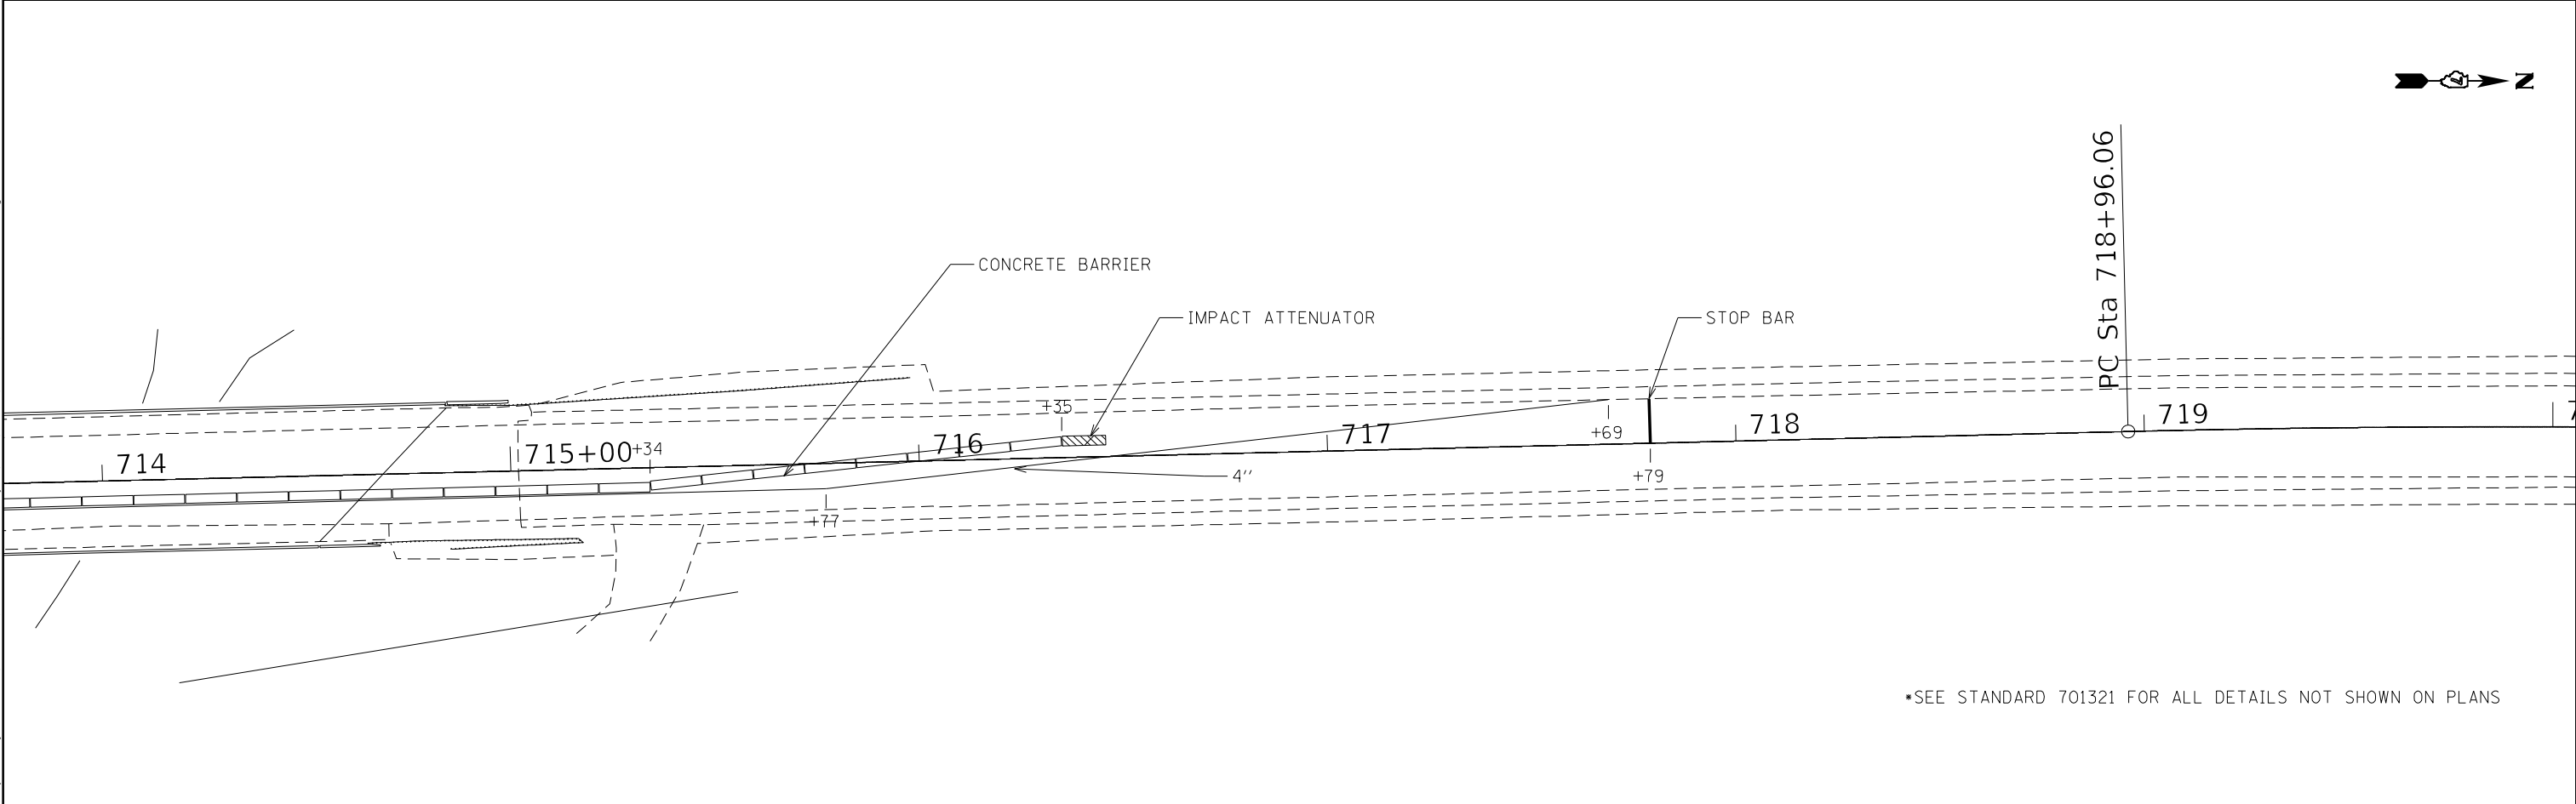 N
PC Sta 718+96.06
CONCRETE BARRIER
IMPACT ATTENUATOR
STOP BAR
+35
+69
719
718
717
716
715+00
+34
714
4''
+79
+77
*SEE STANDARD 701321 FOR ALL DETAILS NOT SHOWN ON PLANS